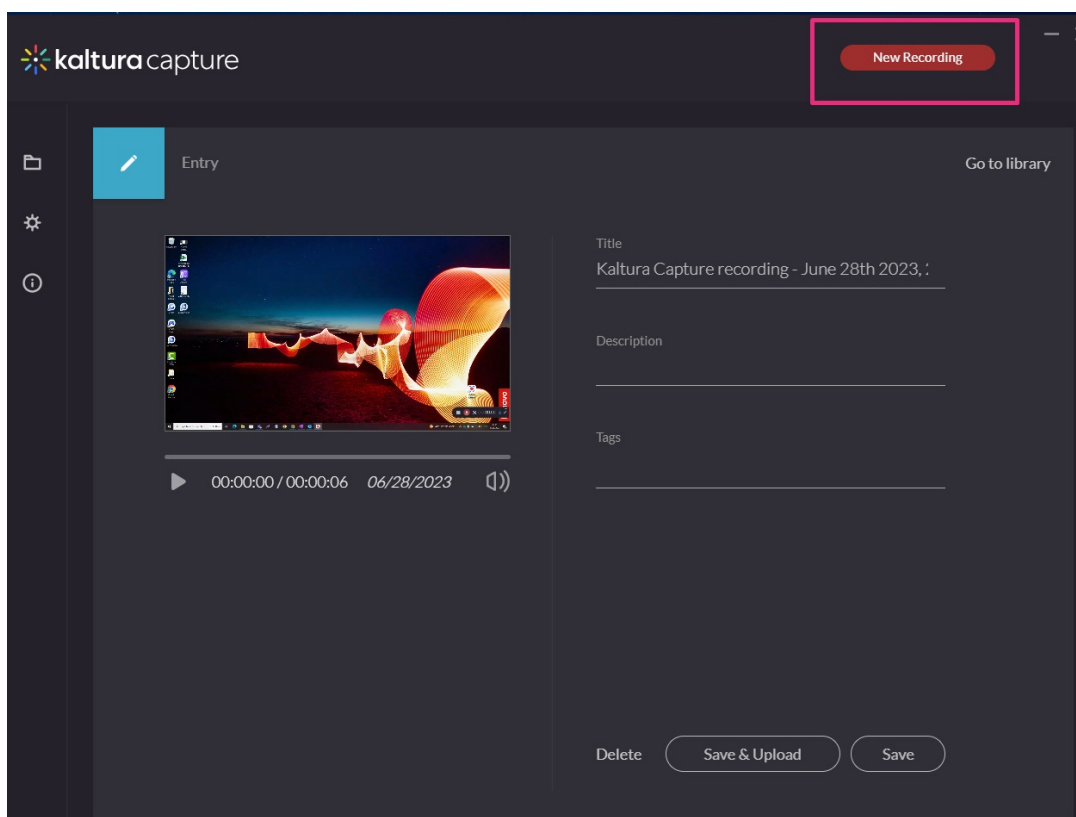 kaltura capture
New Recording
Entry
Go to library
Title
Kaltura Capture recording - June 28th 2023,
Description
Tags
00:00:00 / 00:00:06 06/28/2023
Delete
Save & Upload
Save